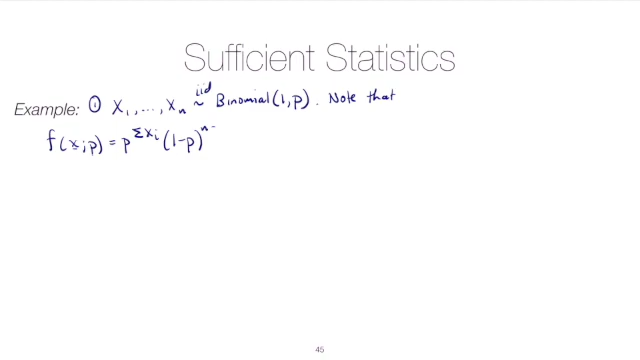 Sufficient Statistics
Example: ① X₁, ..., Xₙ iid ~ Binomial(1, p). Note that
f(x; p) = p^ΣXᵢ (1-p)^n-
45